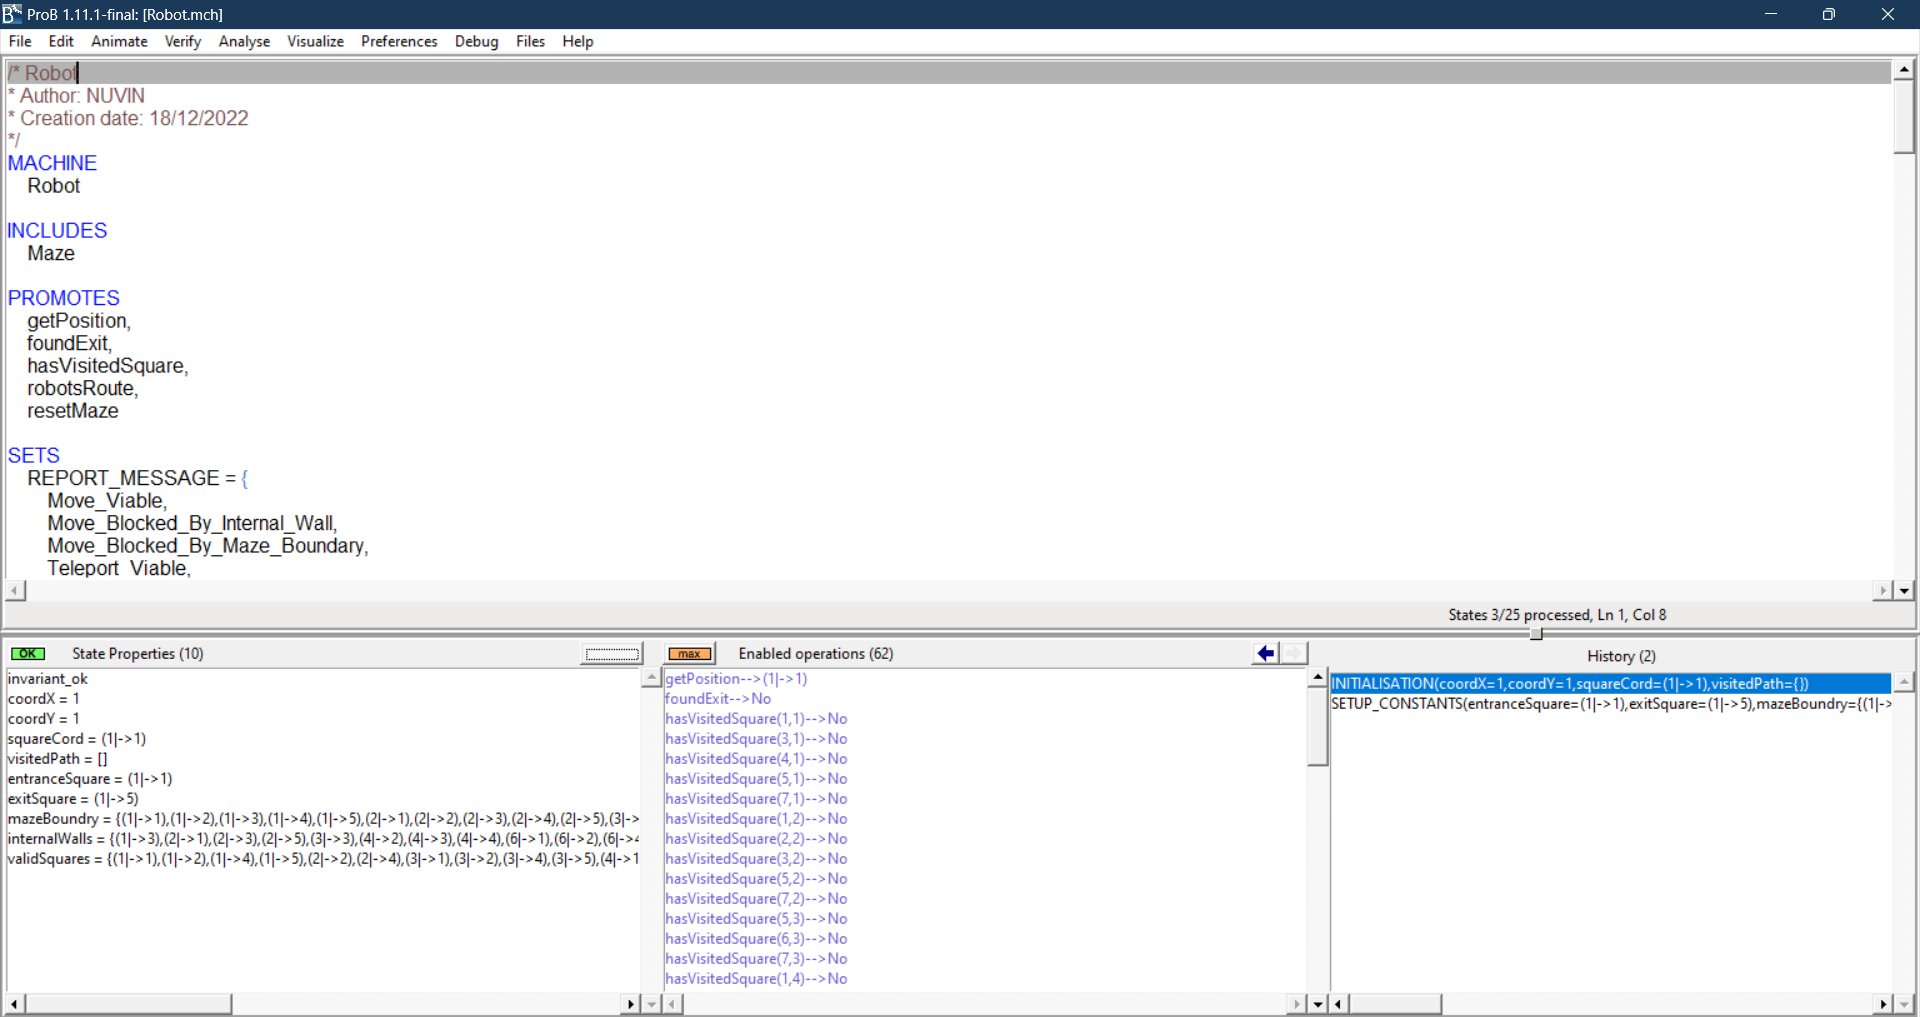 ProB 1.11.1-final: [Robot.mch]
File Edit Animate Verify Analyse Visualize Preferences Debug Files Help
/* Robot
* Author: NUVIN
* Creation date: 18/12/2022
*/
MACHINE
Robot
INCLUDES
Maze
PROMOTES
getPosition,
foundExit,
hasVisitedSquare,
robotsRoute,
resetMaze
SETS
REPORT_MESSAGE = {
Move_Viable,
Move_Blocked_By_Internal_Wall,
Move_Blocked_By_Maze_Boundary,
Teleport_Viable,
States 3/25 processed, Ln 1, Col 8
OK State Properties (10)
invariant_ok
coordX = 1
coordY = 1
squareCord = (1|->1)
visitedPath = []
entranceSquare = (1|->1)
exitSquare = (1|->5)
mazeBoundry = {(1|->1),(1|->2),(1|->3),(1|->4),(1|->5),(2|->1),(2|->2),(2|->3),(2|->4),(2|->5),(3|->
internalWalls = {(1|->3),(2|->1),(2|->3),(2|->5),(3|->3),(4|->2),(4|->3),(4|->4),(6|->1),(6|->2),(6|->4
validSquares = {(1|->1),(1|->2),(1|->4),(1|->5),(2|->2),(2|->4),(3|->1),(3|->2),(3|->4),(3|->5),(4|->1
max Enabled operations (62)
getPosition-->(1|->1)
foundExit-->No
hasVisitedSquare(1,1)-->No
hasVisitedSquare(3,1)-->No
hasVisitedSquare(4,1)-->No
hasVisitedSquare(5,1)-->No
hasVisitedSquare(7,1)-->No
hasVisitedSquare(1,2)-->No
hasVisitedSquare(2,2)-->No
hasVisitedSquare(3,2)-->No
hasVisitedSquare(5,2)-->No
hasVisitedSquare(7,2)-->No
hasVisitedSquare(5,3)-->No
hasVisitedSquare(6,3)-->No
hasVisitedSquare(7,3)-->No
hasVisitedSquare(1,4)-->No
History (2)
INITIALISATION(coordX=1,coordY=1,squareCord=(1|->1),visitedPath={})
SETUP_CONSTANTS(entranceSquare=(1|->1),exitSquare=(1|->5),mazeBoundry={(1|->